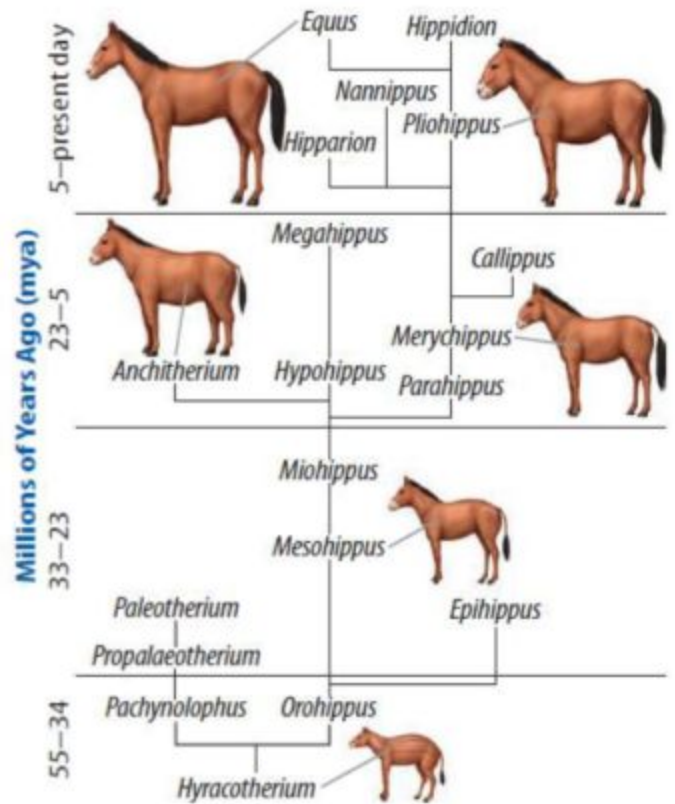 Equus Hippidion
Nannippus
Pliohippus
Hipparion
5–present day
Megahippus
Callippus
Merychippus
Anchitherium Hypohippus Parahippus
23–5
Millions of Years Ago (mya)
Miohippus
Mesohippus
33–23
Paleotherium Epihippus
Propalaeotherium
Pachynolophus Orohippus
55–34
Hyracotherium